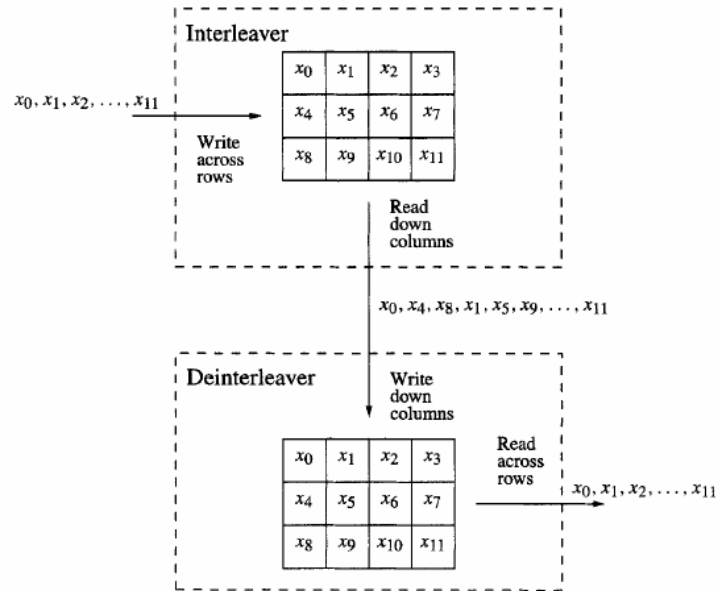 Interleaver
x₀ x₁ x₂ x₃
x₀, x₁, x₂, . . . , x₁₁
x₄ x₅ x₆ x₇
Write
across
rows
x₈ x₉ x₁₀ x₁₁
Read
down
columns
x₀, x₄, x₈, x₁, x₅, x₉, . . . , x₁₁
Deinterleaver
Write
down
columns
x₀ x₁ x₂ x₃
x₄ x₅ x₆ x₇
x₈ x₉ x₁₀ x₁₁
Read
across
rows
x₀, x₁, x₂, . . . , x₁₁